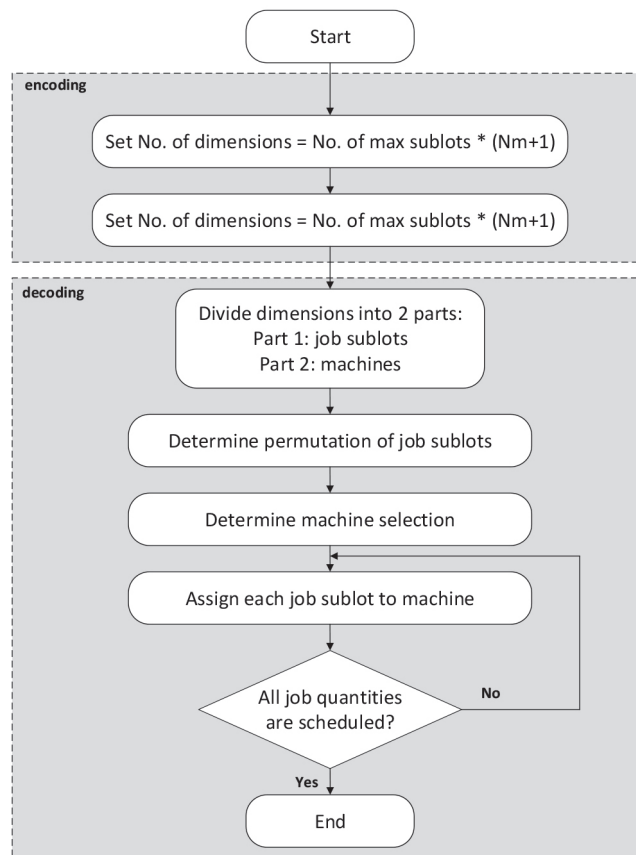 Start
encoding
Set No. of dimensions = No. of max sublots * (Nm+1)
Set No. of dimensions = No. of max sublots * (Nm+1)
decoding
Divide dimensions into 2 parts:
Part 1: job sublots
Part 2: machines
Determine permutation of job sublots
Determine machine selection
Assign each job sublot to machine
All job quantities
are scheduled?
No
Yes
End